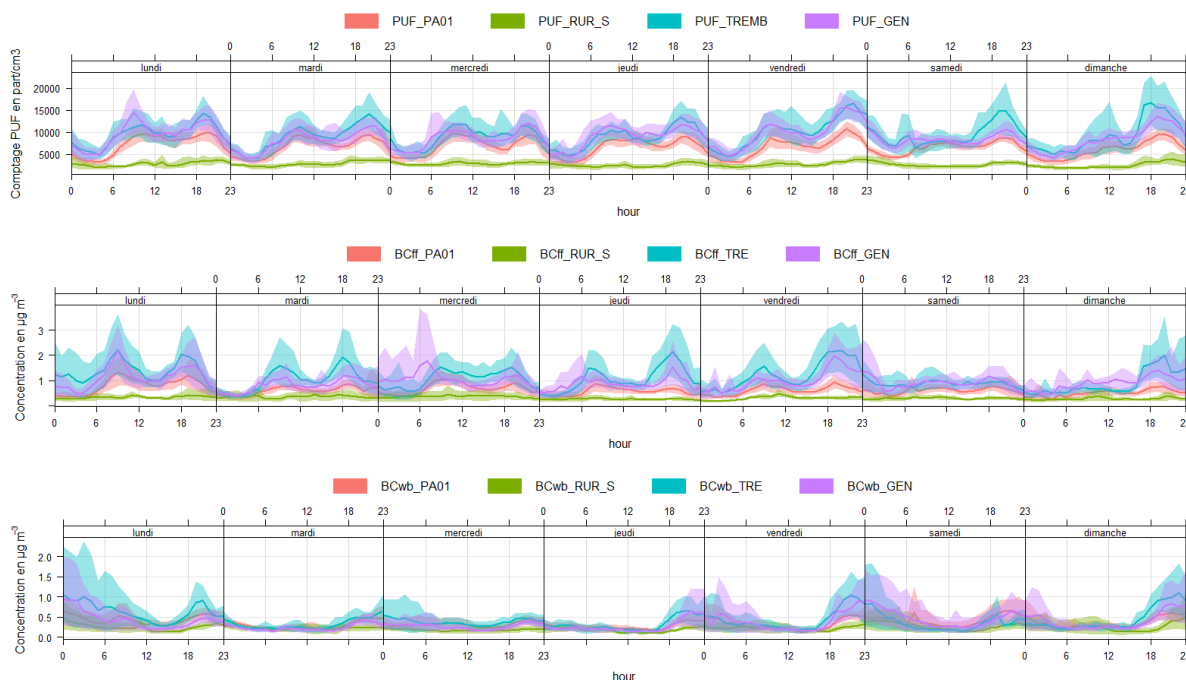 PUF_PA01 PUF_RUR_S PUF_TREMB PUF_GEN
0 6 12 18 23 0 6 12 18 23 0 6 12 18 23
lundi mardi mercredi jeudi vendredi samedi dimanche
Comptage PUF en part/cm3
20000
15000
10000
5000
0 6 12 18 23 0 6 12 18 23 0 6 12 18 23 0 6 12 18 23
hour
BCff_PA01 BCff_RUR_S BCff_TRE BCff_GEN
0 6 12 18 23 0 6 12 18 23 0 6 12 18 23
lundi mardi mercredi jeudi vendredi samedi dimanche
Concentration en µg m⁻³
3
2
1
0 6 12 18 23 0 6 12 18 23 0 6 12 18 23 0 6 12 18
hour
BCwb_PA01 BCwb_RUR_S BCwb_TRE BCwb_GEN
0 6 12 18 23 0 6 12 18 23 0 6 12 18 23
lundi mardi mercredi jeudi vendredi samedi dimanche
Concentration en µg m⁻³
2.0
1.5
1.0
0.5
0.0
0 6 12 18 23 0 6 12 18 23 0 6 12 18 23 0 6 12 18
hour